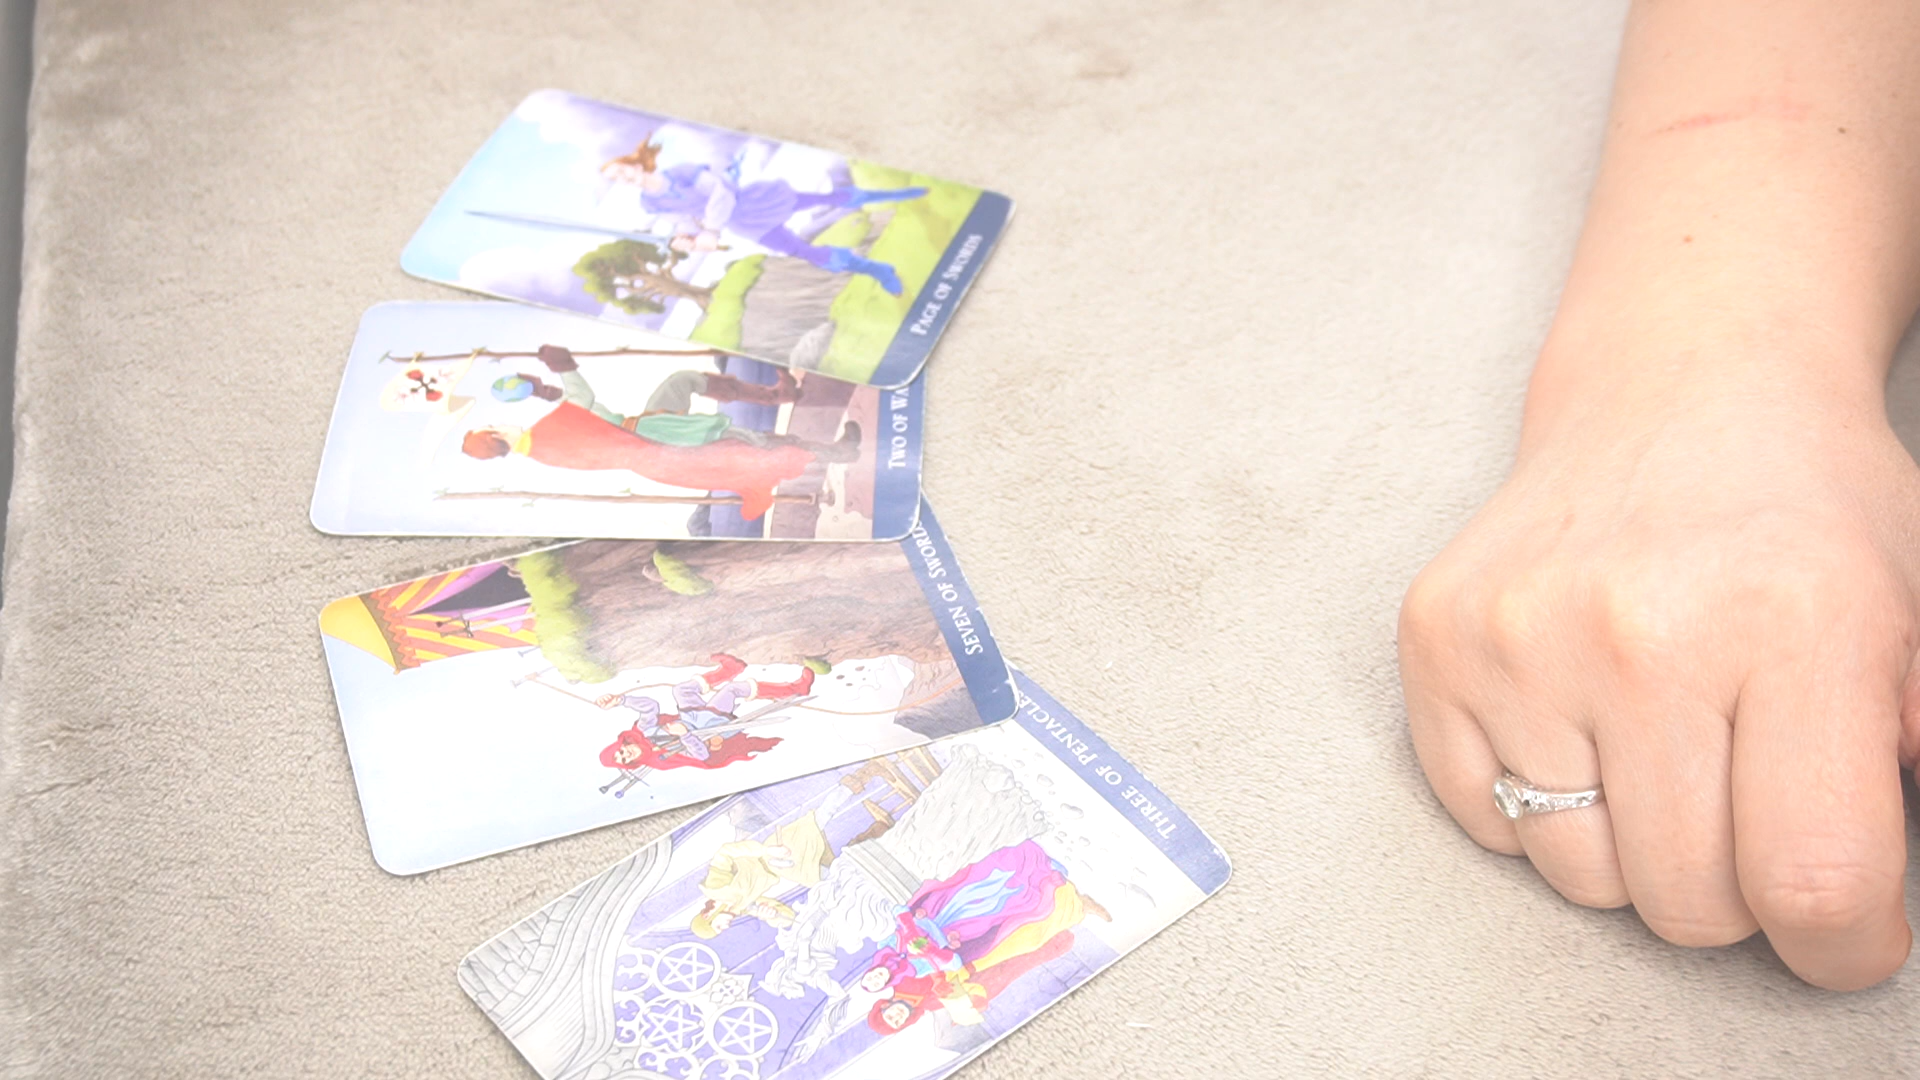 PAGE OF SWORDS
TWO OF WA
SEVEN OF SWORDS
THREE OF PENTACLES